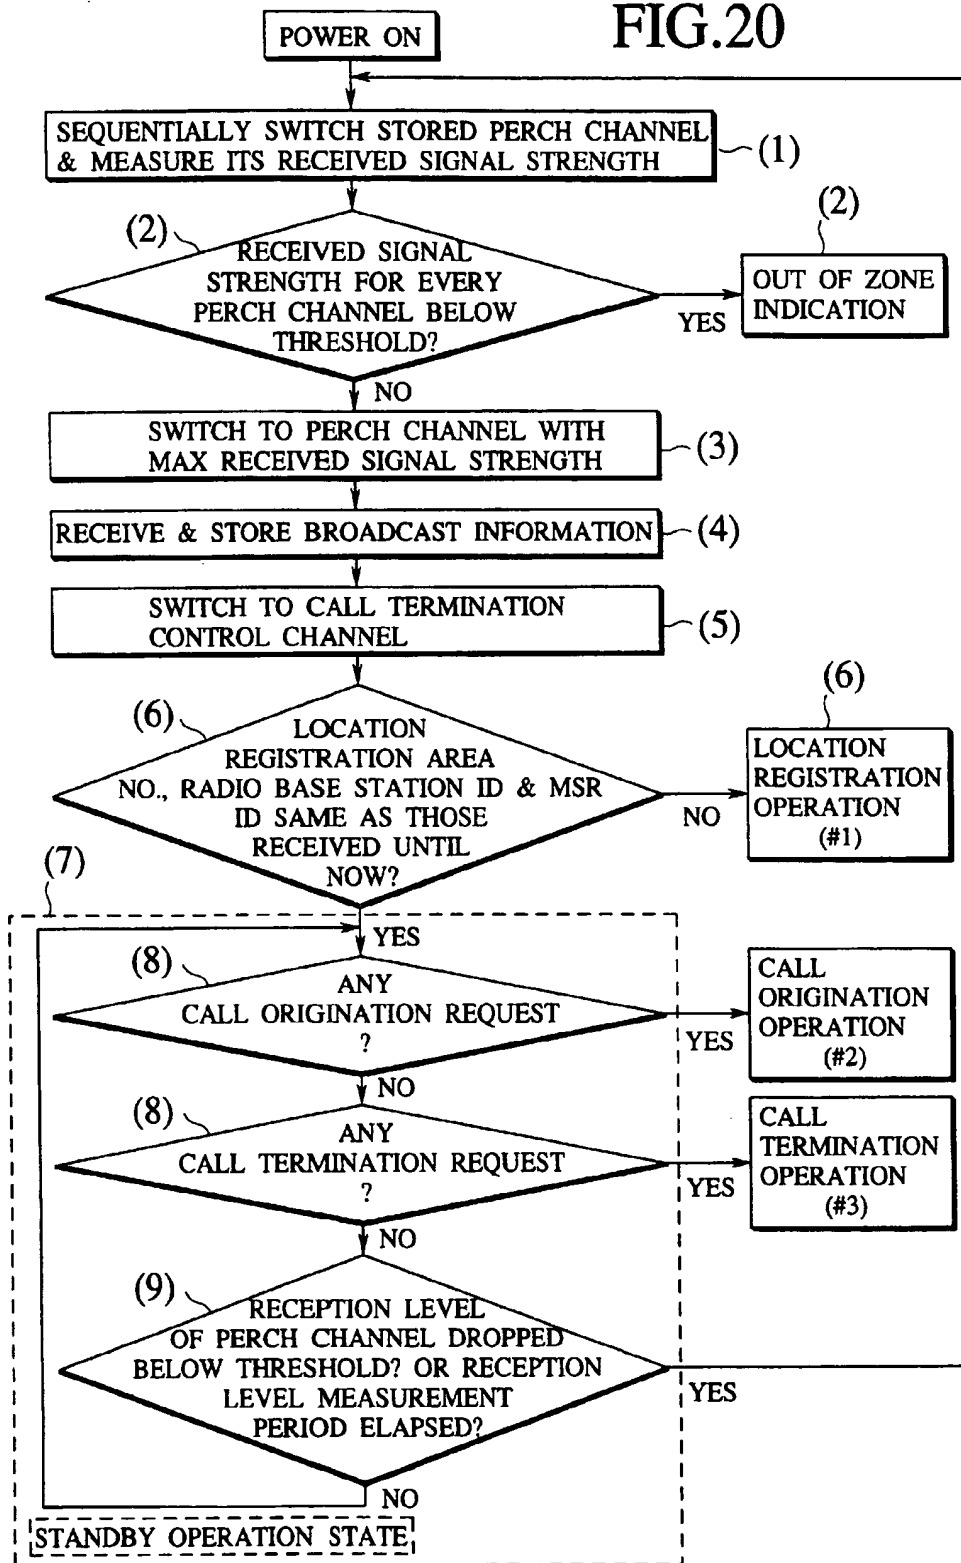 FIG.20
POWER ON
SEQUENTIALLY SWITCH STORED PERCH CHANNEL
& MEASURE ITS RECEIVED SIGNAL STRENGTH
(1)
(2)
RECEIVED SIGNAL
STRENGTH FOR EVERY
PERCH CHANNEL BELOW
THRESHOLD?
YES
(2)
OUT OF ZONE
INDICATION
NO
SWITCH TO PERCH CHANNEL WITH
MAX RECEIVED SIGNAL STRENGTH
(3)
RECEIVE & STORE BROADCAST INFORMATION
(4)
SWITCH TO CALL TERMINATION
CONTROL CHANNEL
(5)
(6)
LOCATION
REGISTRATION AREA
NO., RADIO BASE STATION ID & MSR
ID SAME AS THOSE
RECEIVED UNTIL
NOW?
NO
(6)
LOCATION
REGISTRATION
OPERATION
(#1)
(7)
YES
(8)
ANY
CALL ORIGINATION REQUEST
?
YES
CALL
ORIGINATION
OPERATION
(#2)
NO
(8)
ANY
CALL TERMINATION REQUEST
?
YES
CALL
TERMINATION
OPERATION
(#3)
NO
(9)
RECEPTION LEVEL
OF PERCH CHANNEL DROPPED
BELOW THRESHOLD? OR RECEPTION
LEVEL MEASUREMENT
PERIOD ELAPSED?
YES
NO
STANDBY OPERATION STATE